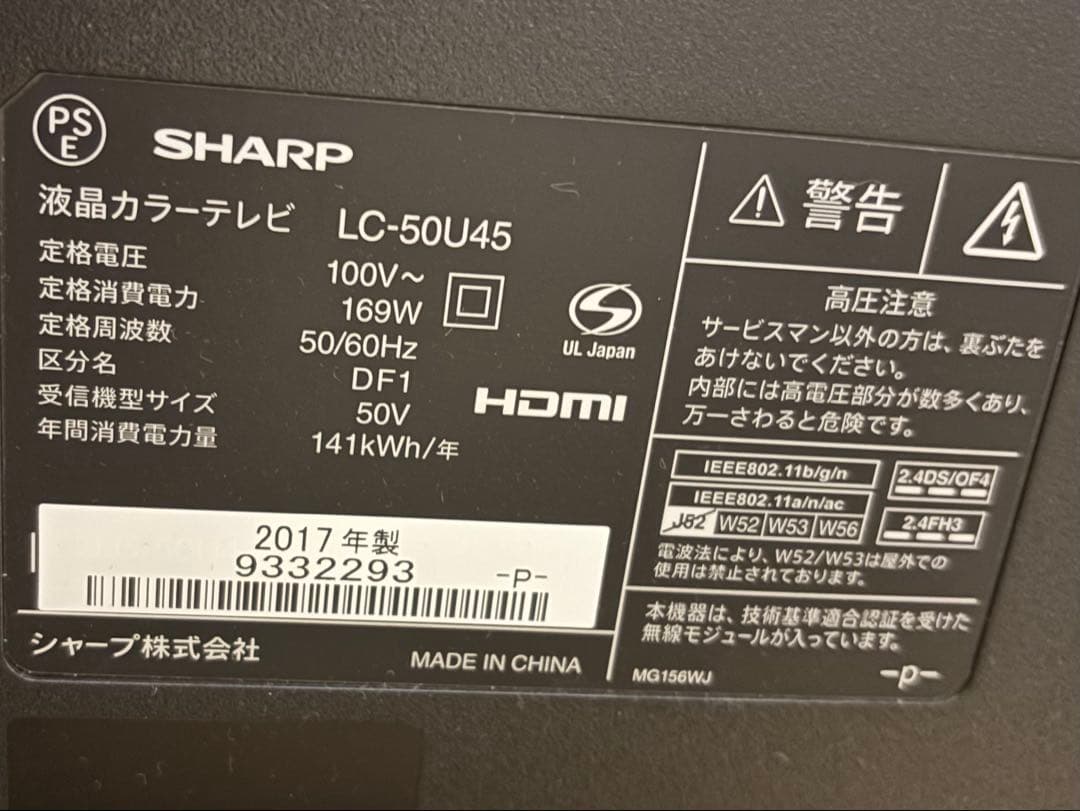 PS
E
SHARP
液晶カラーテレビ LC-50U45
定格電圧 100V～
定格消費電力 169W
定格周波数 50/60Hz
区分名 DF1
受信機型サイズ 50V
年間消費電力量 141kWh/年
UL Japan
HDMI
2017年製
9332293 -P-
シャープ株式会社
MADE IN CHINA
警告
高圧注意
サービスマン以外の方は、裏ぶたを
あけないでください。
内部には高電圧部分が数多くあり、
万一さわると危険です。
IEEE802.11b/g/n
IEEE802.11a/n/ac
J52 W52 W53 W56
2.4DS/OF4
2.4FH3
電波法により、W52/W53は屋外での
使用は禁止されております。
本機器は、技術基準適合認証を受けた
無線モジュールが入っています。
MG156WJ -P-